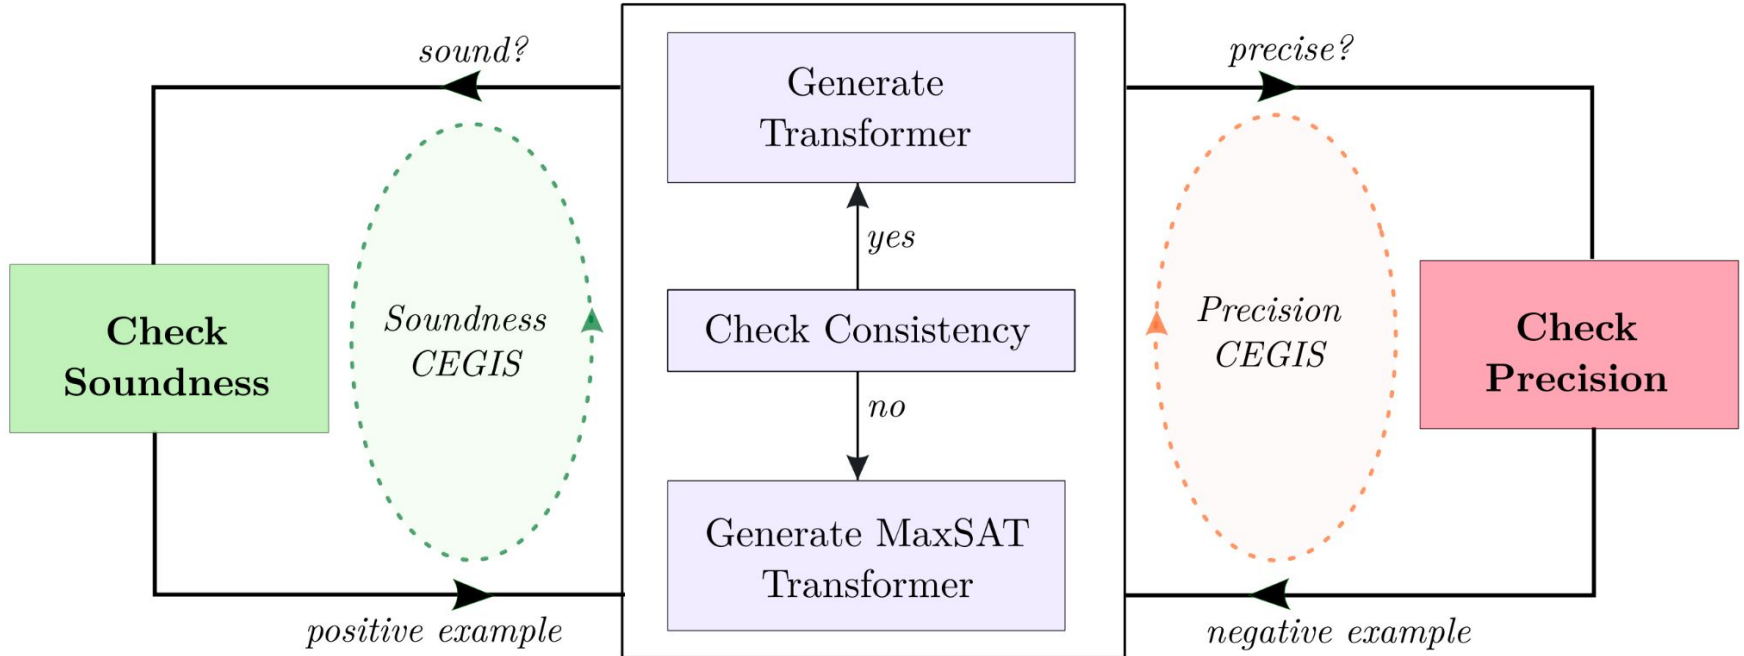 sound?
precise?
Generate
Transformer
yes
Soundness
CEGIS
Precision
CEGIS
Check Consistency
Check
Soundness
Check
Precision
no
Generate MaxSAT
Transformer
positive example
negative example